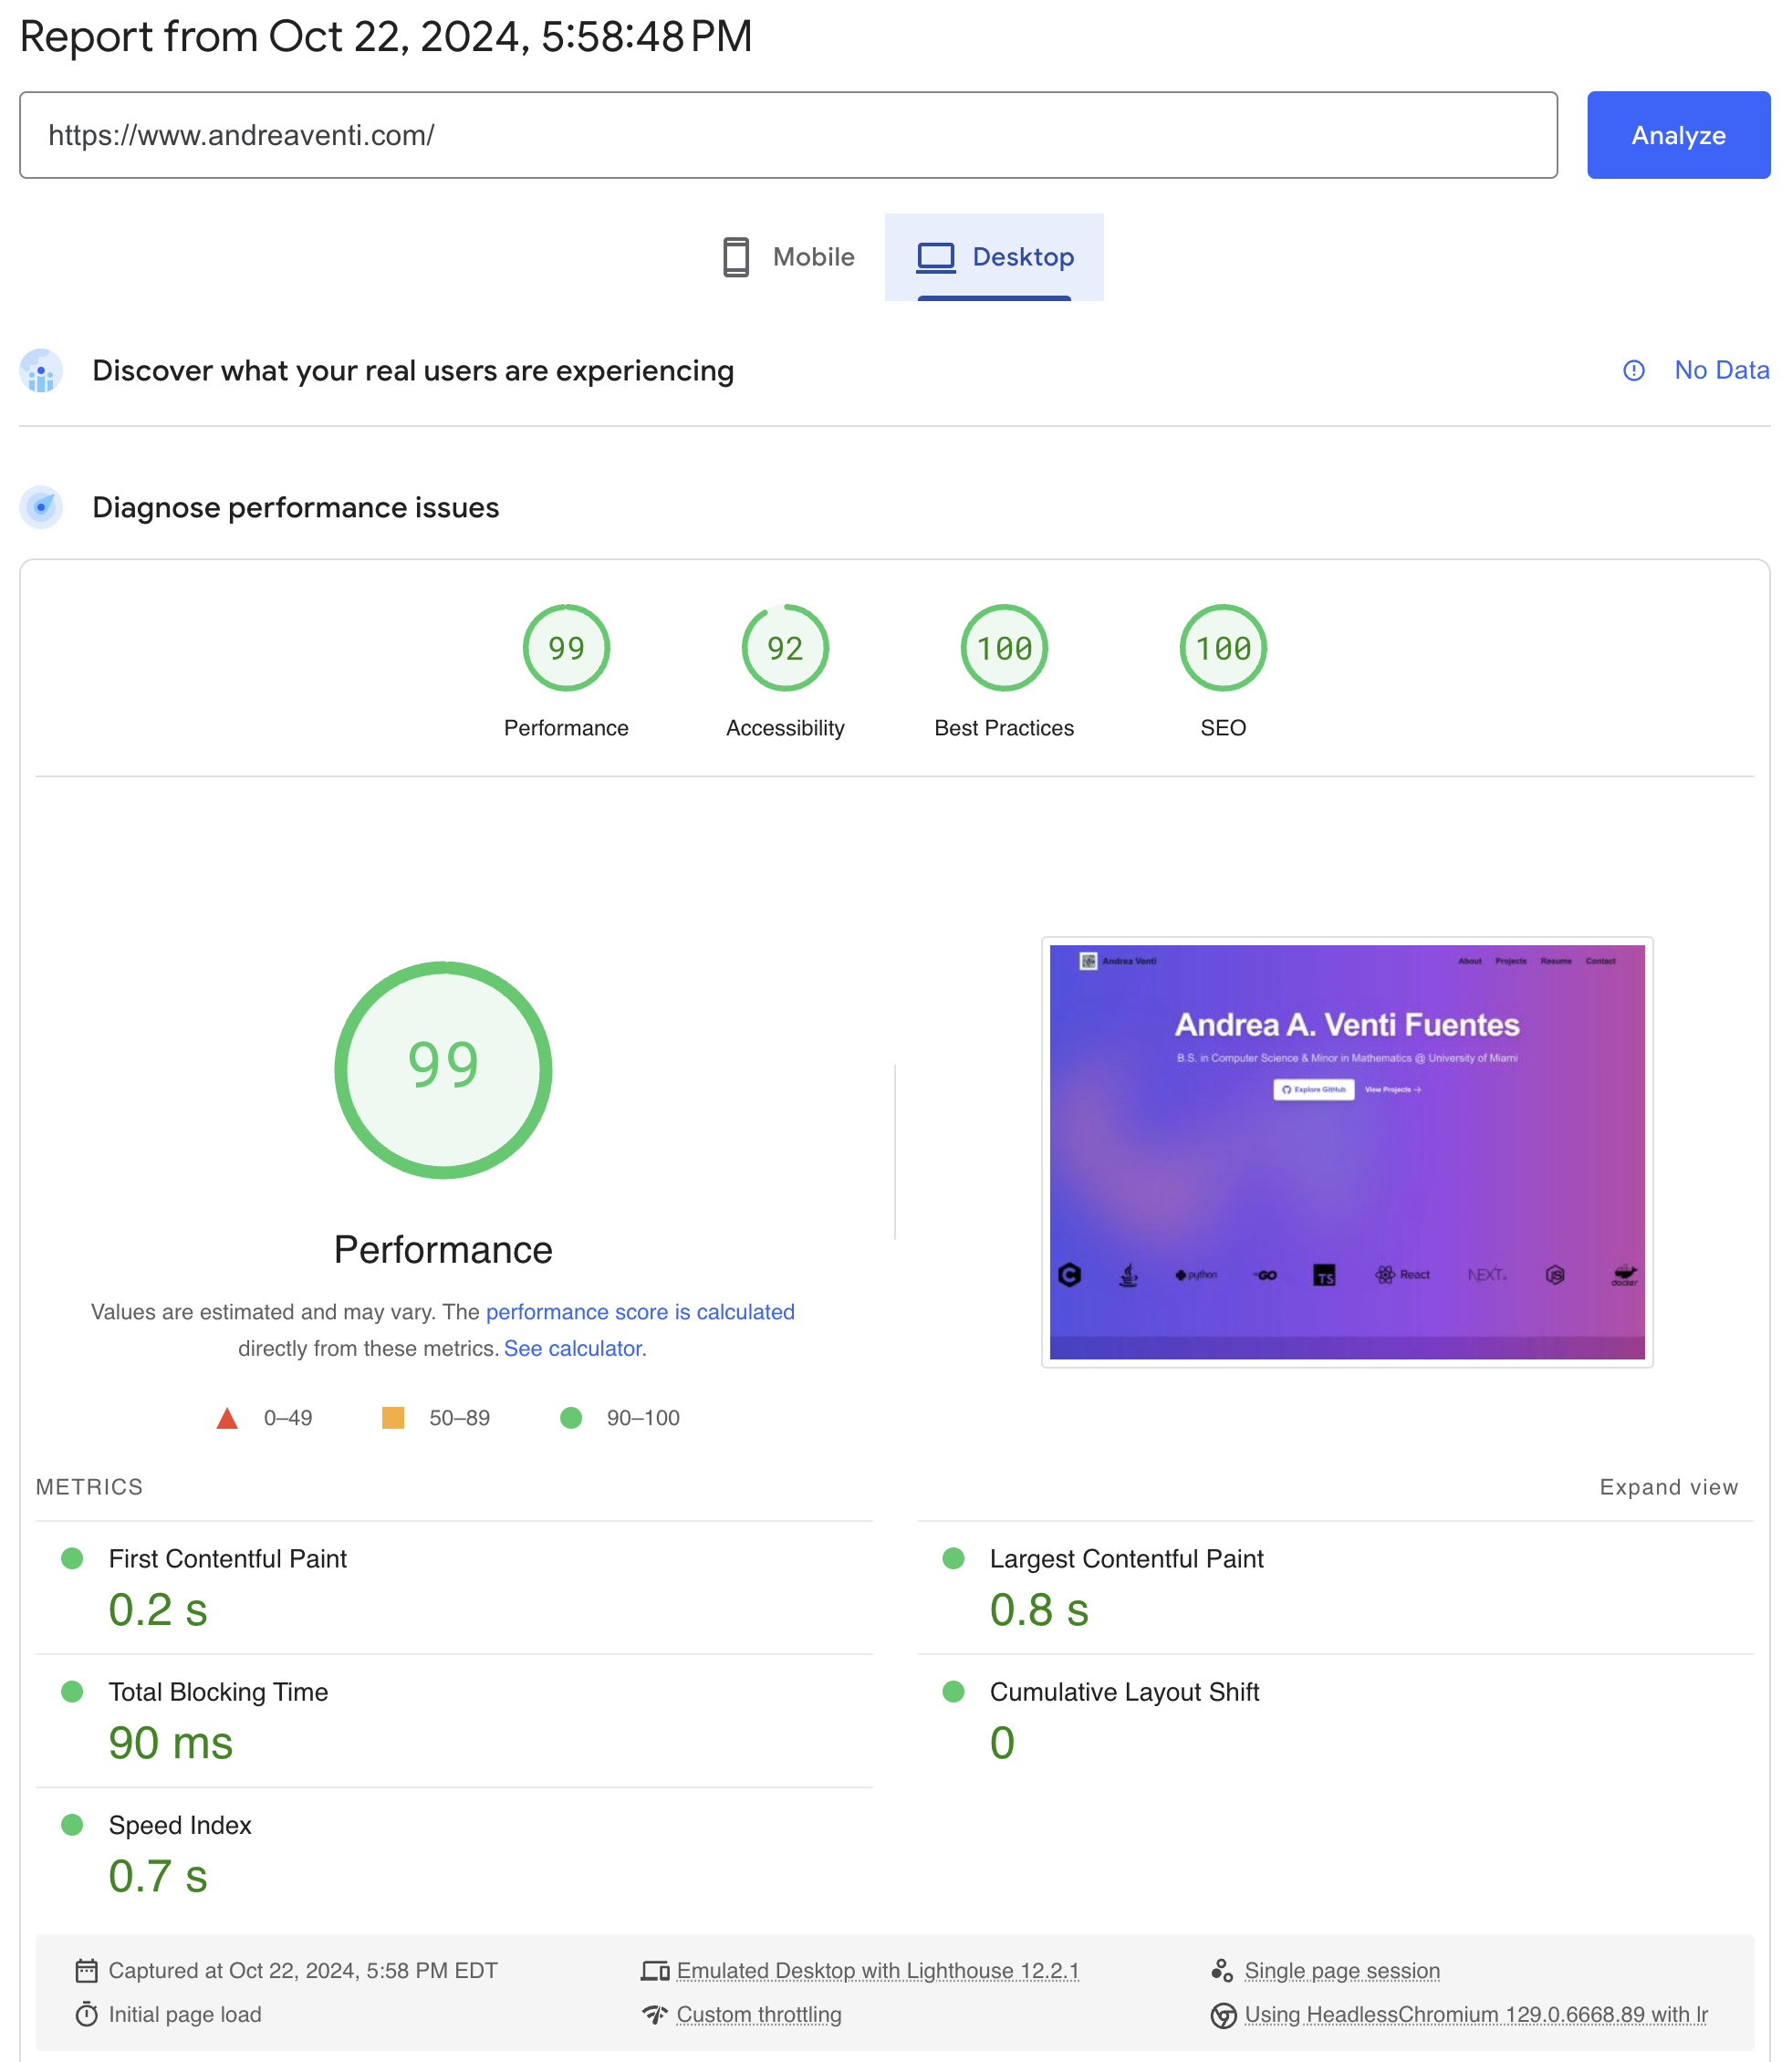 Report from Oct 22, 2024, 5:58:48 PM
https://www.andreaventi.com/
Analyze
Mobile
Desktop
Discover what your real users are experiencing
No Data
Diagnose performance issues
99
92
100
100
Performance
Accessibility
Best Practices
SEO
99
Performance
Values are estimated and may vary. The performance score is calculated
directly from these metrics. See calculator.
0–49
50–89
90–100
Andrea Venti
About
Projects
Resume
Contact
Andrea A. Venti Fuentes
B.S. in Computer Science & Minor in Mathematics @ University of Miami
Explore GitHub
View Projects →
C
python
GO
TS
React
NEXT.
JS
docker
METRICS
Expand view
First Contentful Paint
0.2 s
Largest Contentful Paint
0.8 s
Total Blocking Time
90 ms
Cumulative Layout Shift
0
Speed Index
0.7 s
Captured at Oct 22, 2024, 5:58 PM EDT
Emulated Desktop with Lighthouse 12.2.1
Single page session
Initial page load
Custom throttling
Using HeadlessChromium 129.0.6668.89 with lr